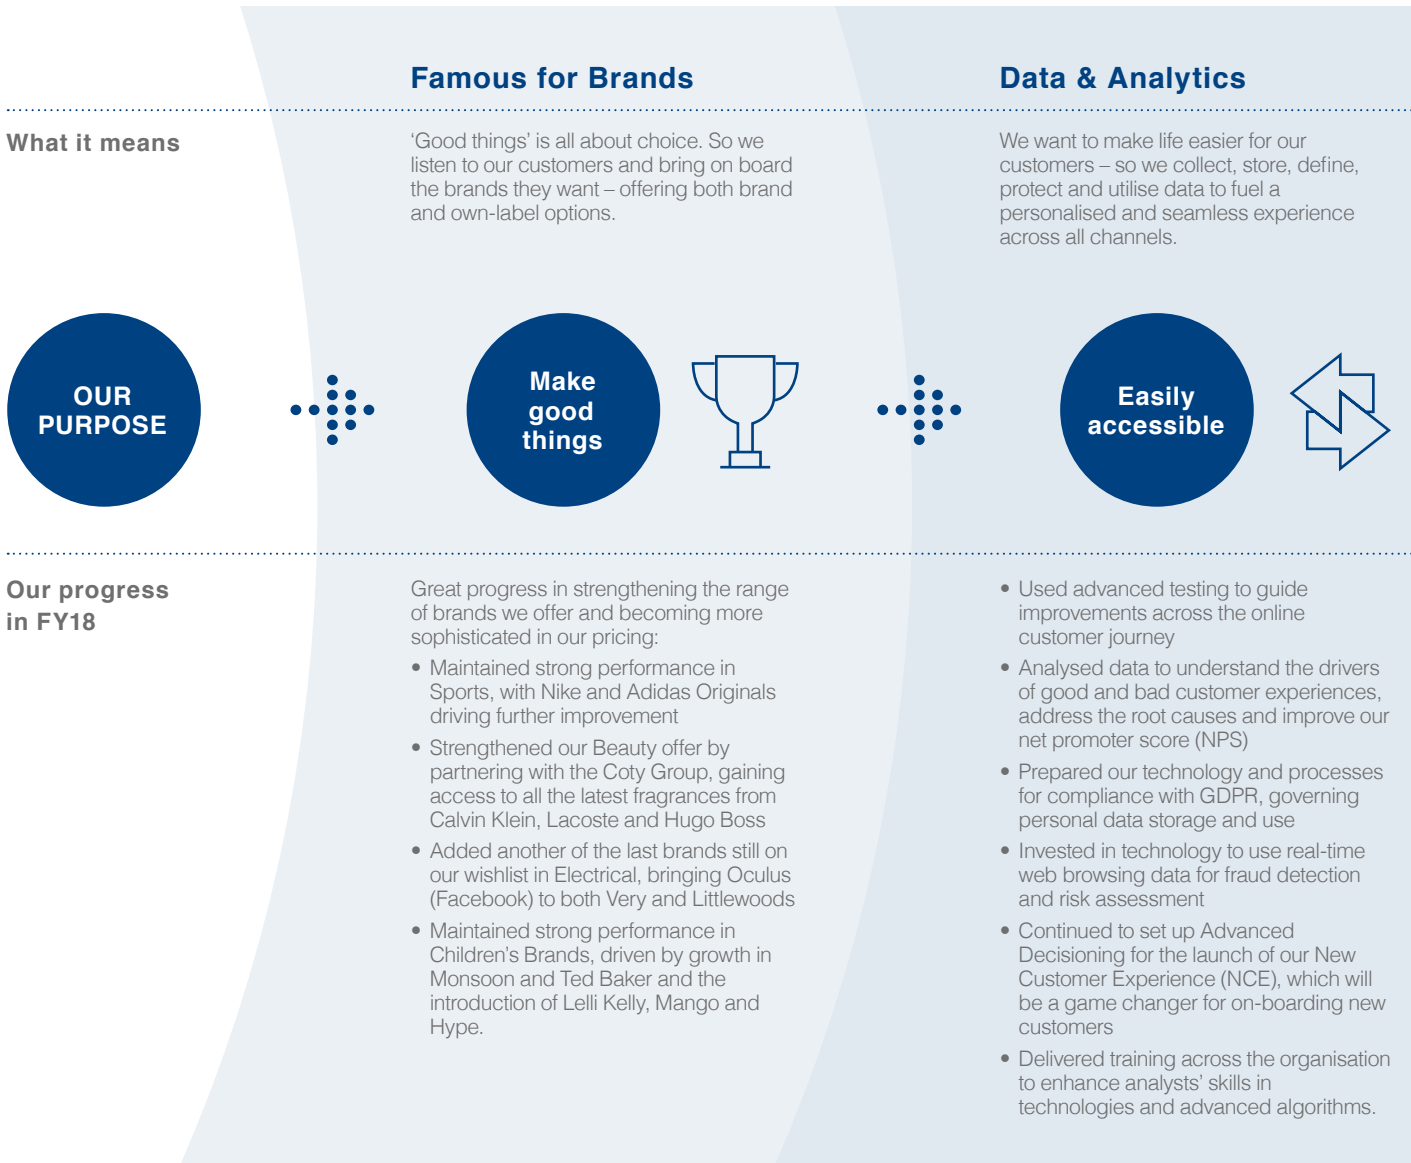 Famous for Brands
Data & Analytics
What it means
‘Good things’ is all about choice. So we
listen to our customers and bring on board
the brands they want – offering both brand
and own-label options.
We want to make life easier for our
customers – so we collect, store, define,
protect and utilise data to fuel a
personalised and seamless experience
across all channels.
OUR
PURPOSE
Make
good
things
Easily
accessible
Our progress
in FY18
Great progress in strengthening the range
of brands we offer and becoming more
sophisticated in our pricing:
• Maintained strong performance in
Sports, with Nike and Adidas Originals
driving further improvement
• Strengthened our Beauty offer by
partnering with the Coty Group, gaining
access to all the latest fragrances from
Calvin Klein, Lacoste and Hugo Boss
• Added another of the last brands still on
our wishlist in Electrical, bringing Oculus
(Facebook) to both Very and Littlewoods
• Maintained strong performance in
Children’s Brands, driven by growth in
Monsoon and Ted Baker and the
introduction of Lelli Kelly, Mango and
Hype.
• Used advanced testing to guide
improvements across the online
customer journey
• Analysed data to understand the drivers
of good and bad customer experiences,
address the root causes and improve our
net promoter score (NPS)
• Prepared our technology and processes
for compliance with GDPR, governing
personal data storage and use
• Invested in technology to use real-time
web browsing data for fraud detection
and risk assessment
• Continued to set up Advanced
Decisioning for the launch of our New
Customer Experience (NCE), which will
be a game changer for on-boarding new
customers
• Delivered training across the organisation
to enhance analysts’ skills in
technologies and advanced algorithms.